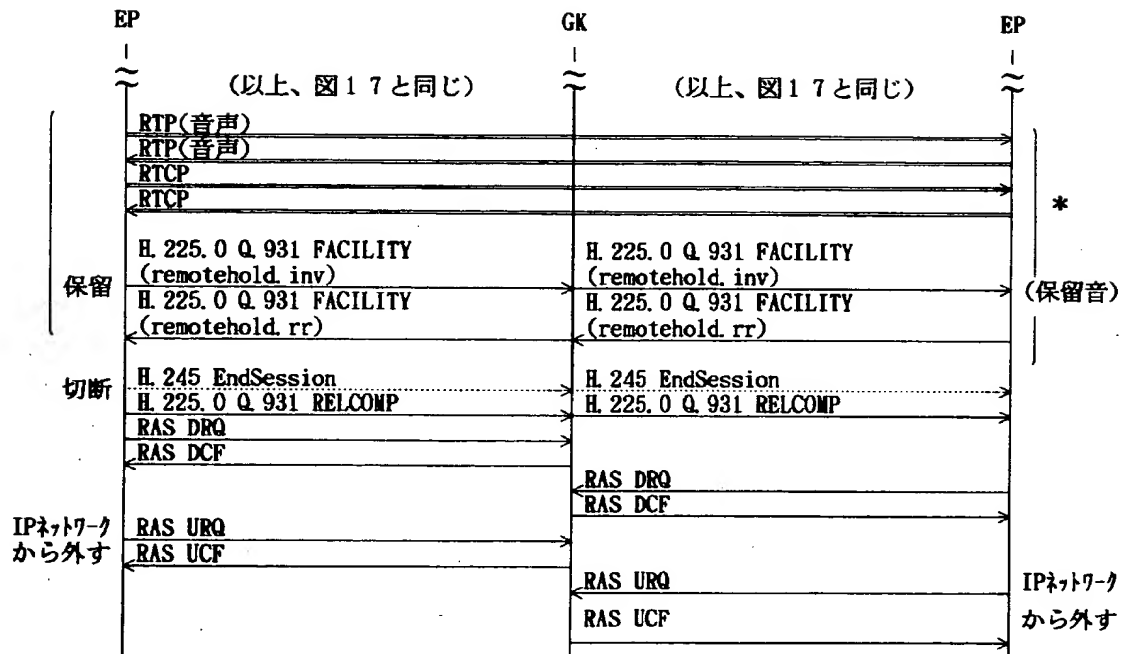 EP
GK
EP
(以上、図17と同じ)
(以上、図17と同じ)
RTP(音声)
RTP(音声)
RTCP
RTCP
*
保留
H.225.0 Q.931 FACILITY
(remotehold.inv)
H.225.0 Q.931 FACILITY
(remotehold.rr)
H.225.0 Q.931 FACILITY
(remotehold.inv)
H.225.0 Q.931 FACILITY
(remotehold.rr)
(保留音)
切断
H.245 EndSession
H.245 EndSession
H.225.0 Q.931 RELCOMP
H.225.0 Q.931 RELCOMP
RAS DRQ
RAS DCF
RAS DRQ
RAS DCF
IPネットワーク
から外す
RAS URQ
RAS UCF
RAS URQ
RAS UCF
IPネットワーク
から外す